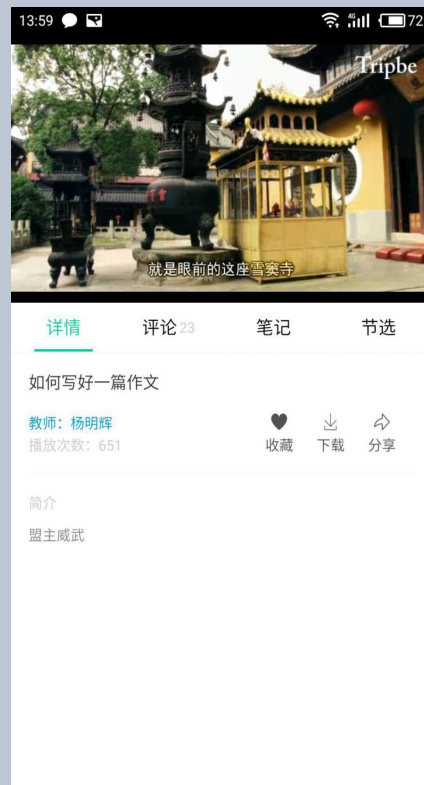 13:59
4G
72
Tripbe
就是眼前的这座雪窦寺
详情 评论 23 笔记 节选
如何写好一篇作文
教师：杨明辉
播放次数：651
收藏 下载 分享
简介
盟主威武